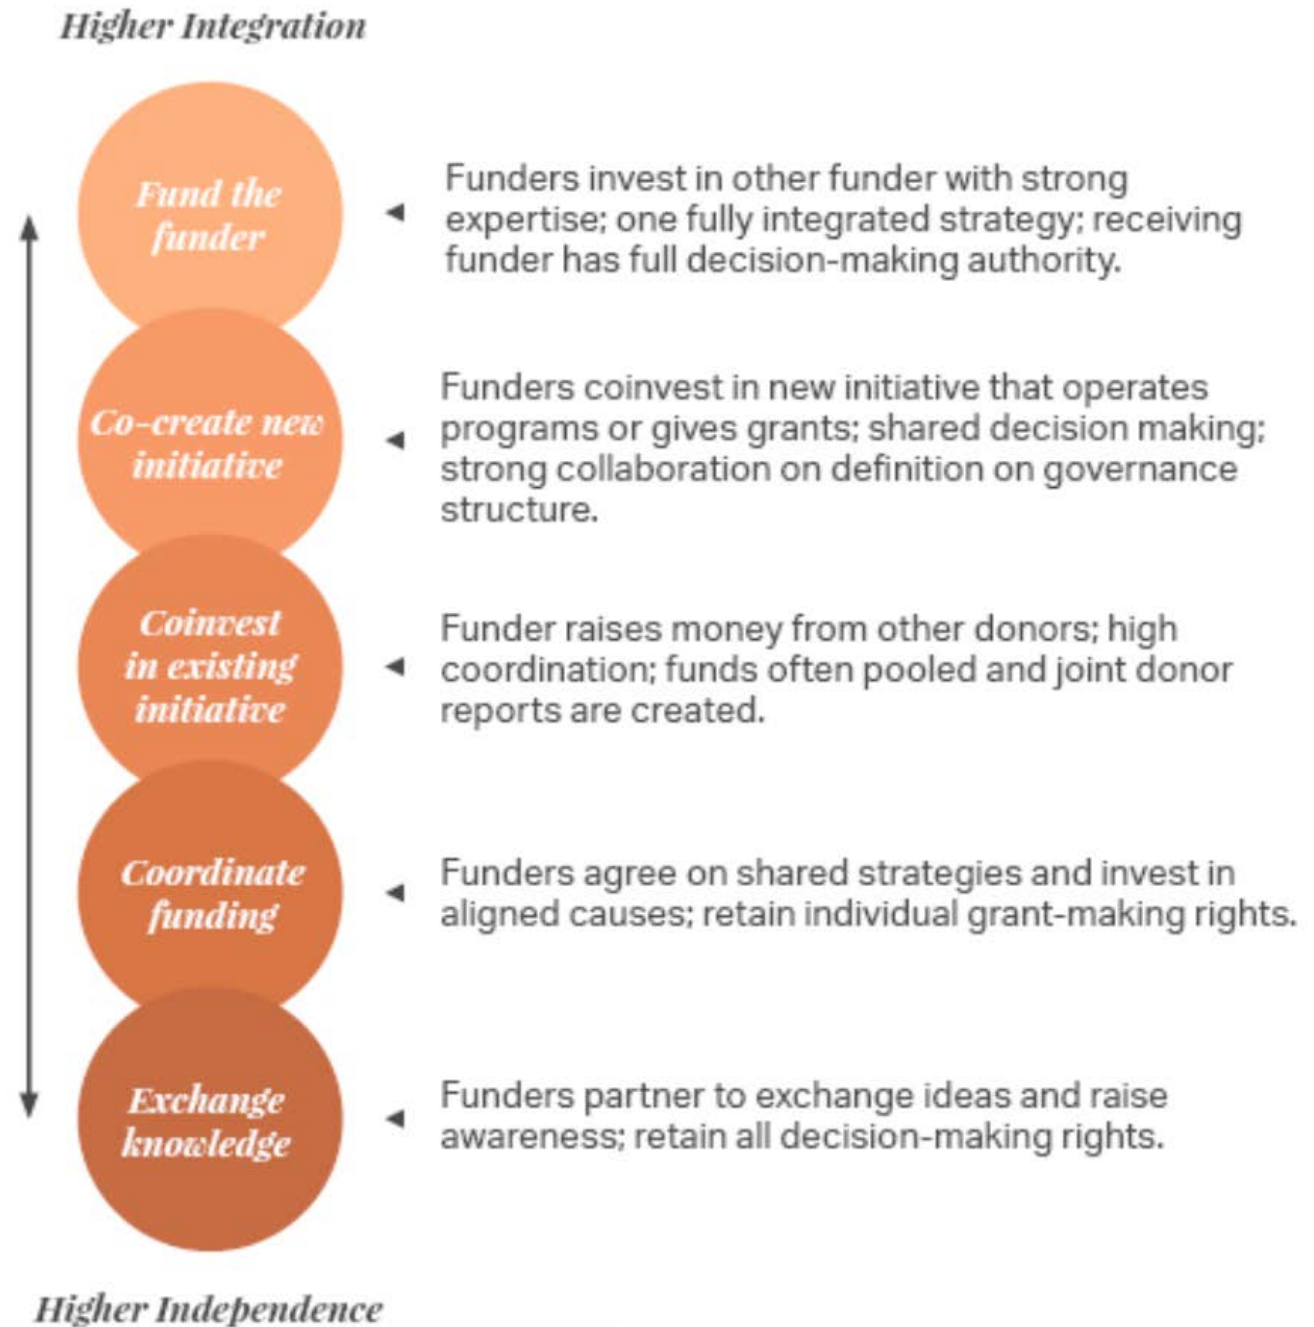 Higher Integration
Fund the
funder
Funders invest in other funder with strong
expertise; one fully integrated strategy; receiving
funder has full decision-making authority.
Co-create new
initiative
Funders coinvest in new initiative that operates
programs or gives grants; shared decision making;
strong collaboration on definition on governance
structure.
Coinvest
in existing
initiative
Funder raises money from other donors; high
coordination; funds often pooled and joint donor
reports are created.
Coordinate
funding
Funders agree on shared strategies and invest in
aligned causes; retain individual grant-making rights.
Exchange
knowledge
Funders partner to exchange ideas and raise
awareness; retain all decision-making rights.
Higher Independence